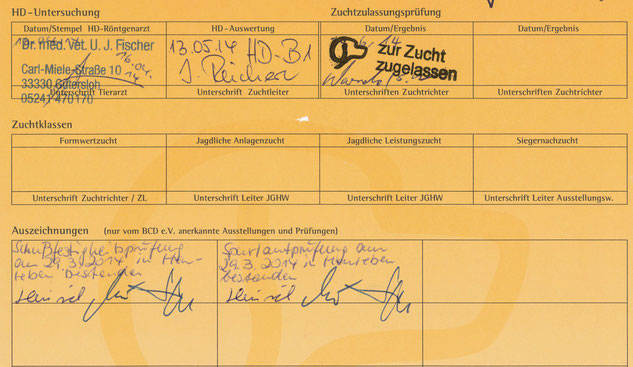 HD-Untersuchung
Zuchtzulassungsprüfung
Datum/Stempel HD-Röntgenarzt
HD-Auswertung
Datum/Ergebnis
Datum/Ergebnis
Dr. med. Vet. U. J. Fischer
Carl-Miele-Straße 10
16.04.14
33330 Gütersloh
05241 470170
13.05.14 HD-B1
zur Zucht
zugelassen
Unterschrift Tierarzt
Unterschrift Zuchtleiter
Unterschriften Zuchtrichter
Unterschriften Zuchtrichter
Zuchtklassen
Formwertzucht
Jagdliche Anlagenzucht
Jagdliche Leistungszucht
Siegernachzucht
Unterschrift Zuchtrichter / ZL
Unterschrift Leiter JGHW
Unterschrift Leiter JGHW
Unterschrift Leiter Ausstellungsw.
Auszeichnungen (nur vom BCD e.V. anerkannte Ausstellungen und Prüfungen)
Schußfestigkeitsprüfung
am 29.3.2014 in
bestanden
Spurlautprüfung am
29.3.2014 in
bestanden